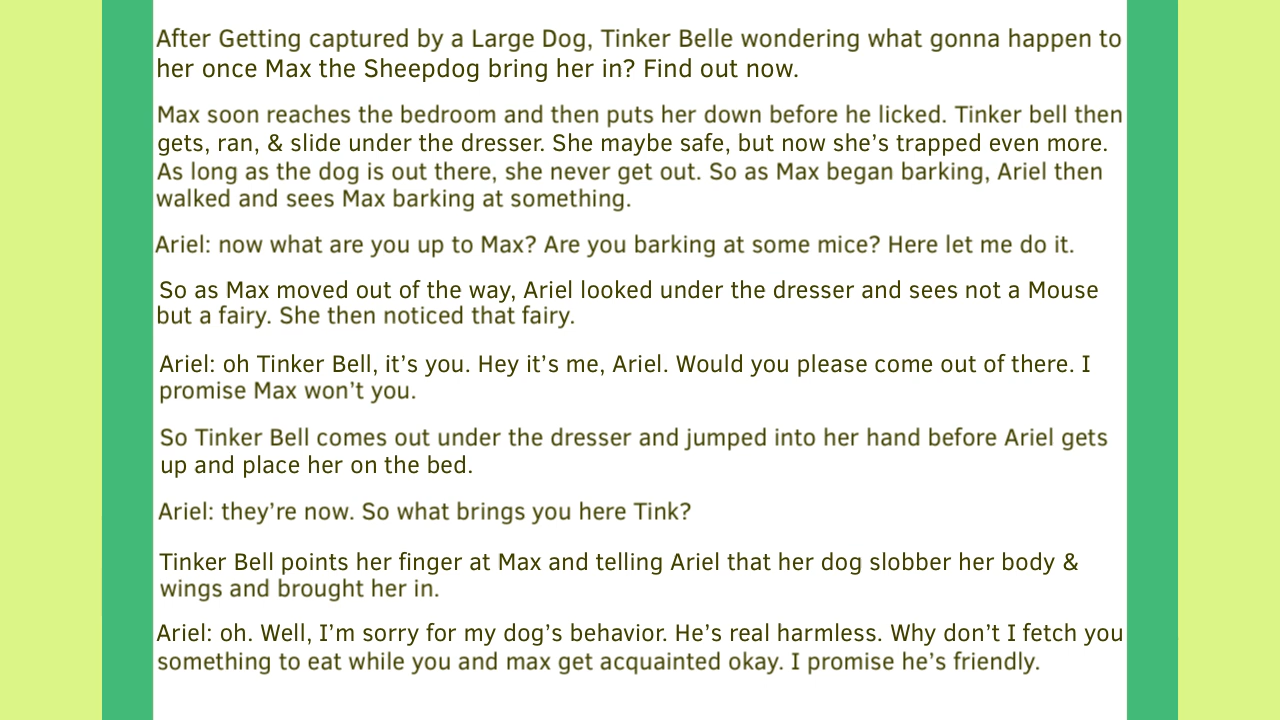 After Getting captured by a Large Dog, Tinker Belle wondering what gonna happen to
her once Max the Sheepdog bring her in? Find out now.
Max soon reaches the bedroom and then puts her down before he licked. Tinker bell then
gets, ran, & slide under the dresser. She maybe safe, but now she’s trapped even more.
As long as the dog is out there, she never get out. So as Max began barking, Ariel then
walked and sees Max barking at something.
Ariel: now what are you up to Max? Are you barking at some mice? Here let me do it.
So as Max moved out of the way, Ariel looked under the dresser and sees not a Mouse
but a fairy. She then noticed that fairy.
Ariel: oh Tinker Bell, it’s you. Hey it’s me, Ariel. Would you please come out of there. I
promise Max won’t you.
So Tinker Bell comes out under the dresser and jumped into her hand before Ariel gets
up and place her on the bed.
Ariel: they’re now. So what brings you here Tink?
Tinker Bell points her finger at Max and telling Ariel that her dog slobber her body &
wings and brought her in.
Ariel: oh. Well, I’m sorry for my dog’s behavior. He’s real harmless. Why don’t I fetch you
something to eat while you and max get acquainted okay. I promise he’s friendly.